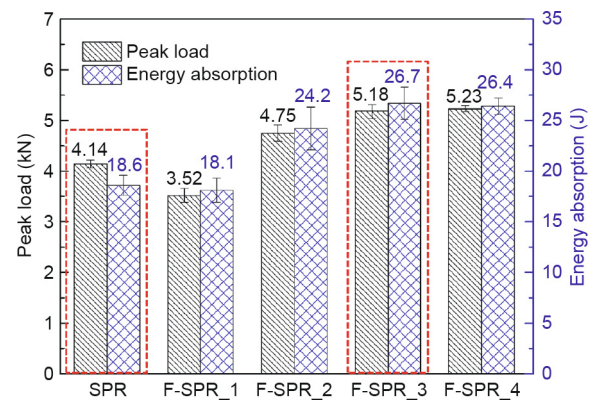 Peak load (kN)
7
6
5
4
3
2
1
0
Peak load
Energy absorption
4.14
18.6
3.52
18.1
4.75
24.2
5.18
26.7
5.23
26.4
SPR
F-SPR_1
F-SPR_2
F-SPR_3
F-SPR_4
35
30
25
20
15
10
5
0
Energy absorption (J)